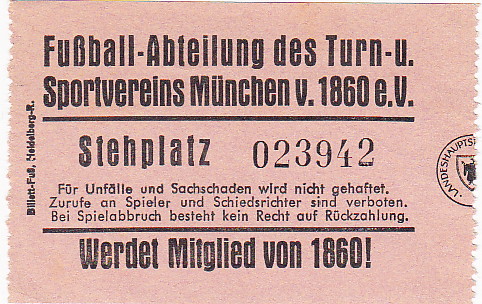 Fußball-Abteilung des Turn-u.
Sportvereins München v. 1860 e.V.
Stehplatz 023942
Für Unfälle und Sachschaden wird nicht gehaftet.
Zurufe an Spieler und Schiedsrichter sind verboten.
Bei Spielabbruch besteht kein Recht auf Rückzahlung.
Werdet Mitglied von 1860!
Billett-Fuß, Heidelberg-R.
LANDESHAUPTS